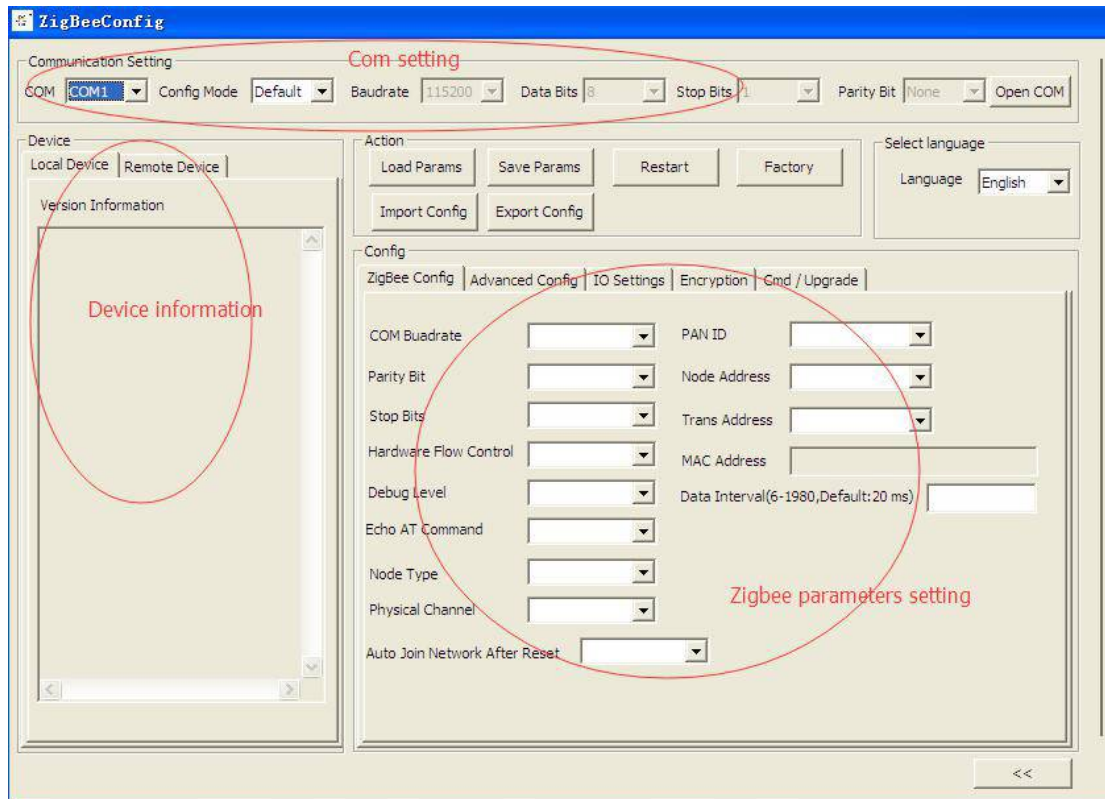 ZigBeeConfig
Communication Setting
Com setting
COM COM1 Config Mode Default Baudrate 115200 Data Bits 8 Stop Bits 1 Parity Bit None Open COM
Device
Local Device Remote Device
Version Information
Device information
Action
Load Params Save Params Restart Factory
Import Config Export Config
Select language
Language English
Config
ZigBee Config Advanced Config IO Settings Encryption Cmd / Upgrade
COM Buadrate PAN ID
Parity Bit Node Address
Stop Bits Trans Address
Hardware Flow Control MAC Address
Debug Level Data Interval(6-1980,Default:20 ms)
Echo AT Command
Node Type
Zigbee parameters setting
Physical Channel
Auto Join Network After Reset
<<